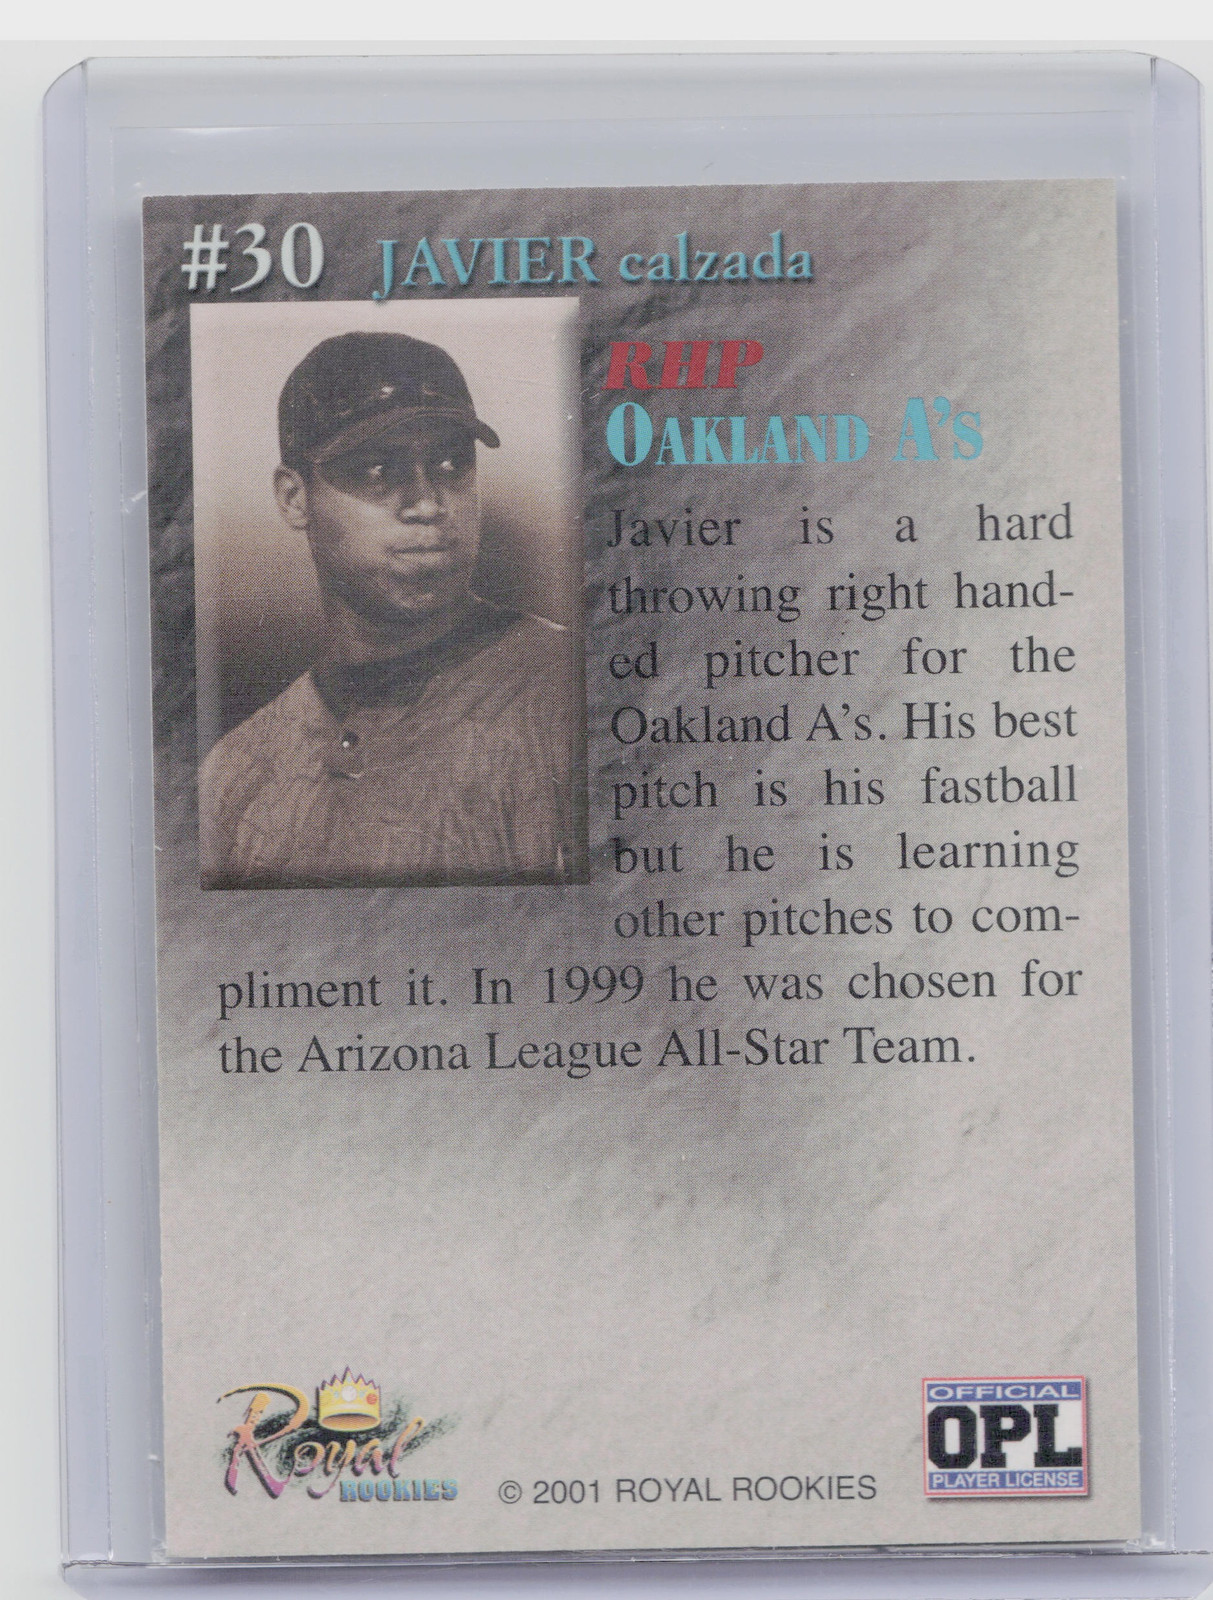 #30 JAVIER calzada
RHP
OAKLAND A's
Javier is a hard
throwing right hand-
ed pitcher for the
Oakland A's. His best
pitch is his fastball
but he is learning
other pitches to com-
pliment it. In 1999 he was chosen for
the Arizona League All-Star Team.
Royal
ROOKIES
© 2001 ROYAL ROOKIES
OFFICIAL
OPL
PLAYER LICENSE